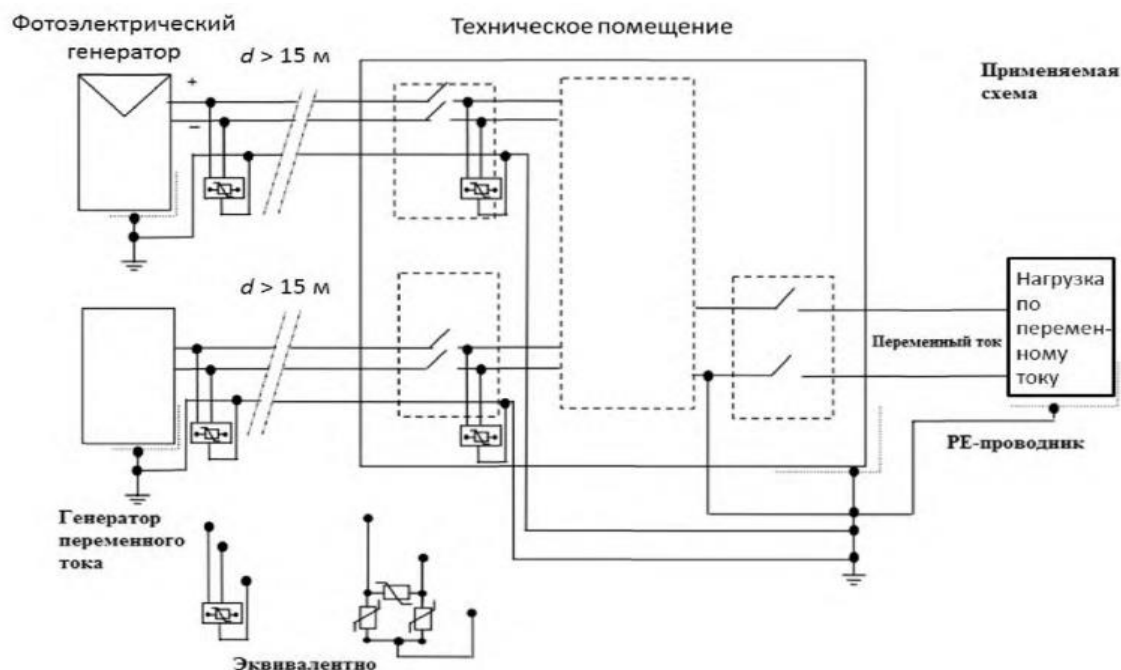 Фотоэлектрический
генератор
d > 15 м
Техническое помещение
Применяемая
схема
+
−
d > 15 м
Нагрузка
по
перемен-
ному
току
Переменный ток
РЕ-проводник
Генератор
переменного
тока
Эквивалентно